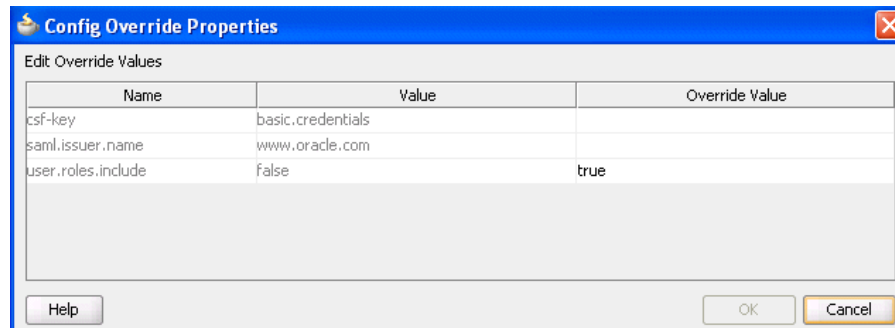 Config Override Properties
Edit Override Values
Name Value Override Value
csf-key basic.credentials
saml.issuer.name www.oracle.com
user.roles.include false true
Help OK Cancel